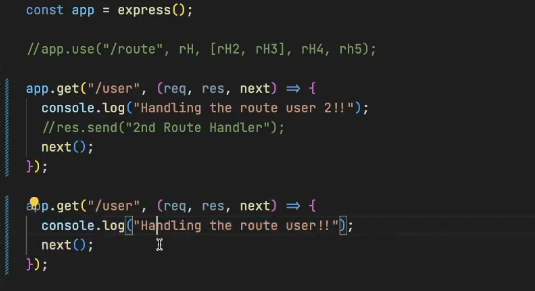 const app = express();
//app.use("/route", rH, [rH2, rH3], rH4, rh5);
app.get("/user", (req, res, next) => {
console.log("Handling the route user 2!!");
//res.send("2nd Route Handler");
next();
});
app.get("/user", (req, res, next) => {
console.log("Handling the route user!!");
next();
});